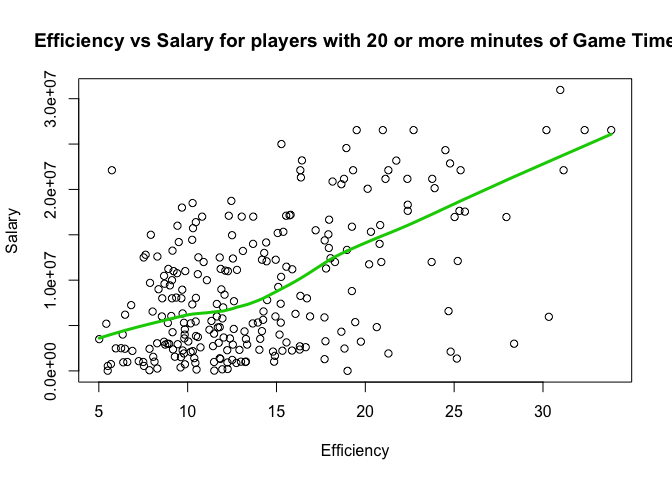 Efficiency vs Salary for players with 20 or more minutes of Game Time
Salary
3.0e+07
2.0e+07
1.0e+07
0.0e+00
5 10 15 20 25 30
Efficiency